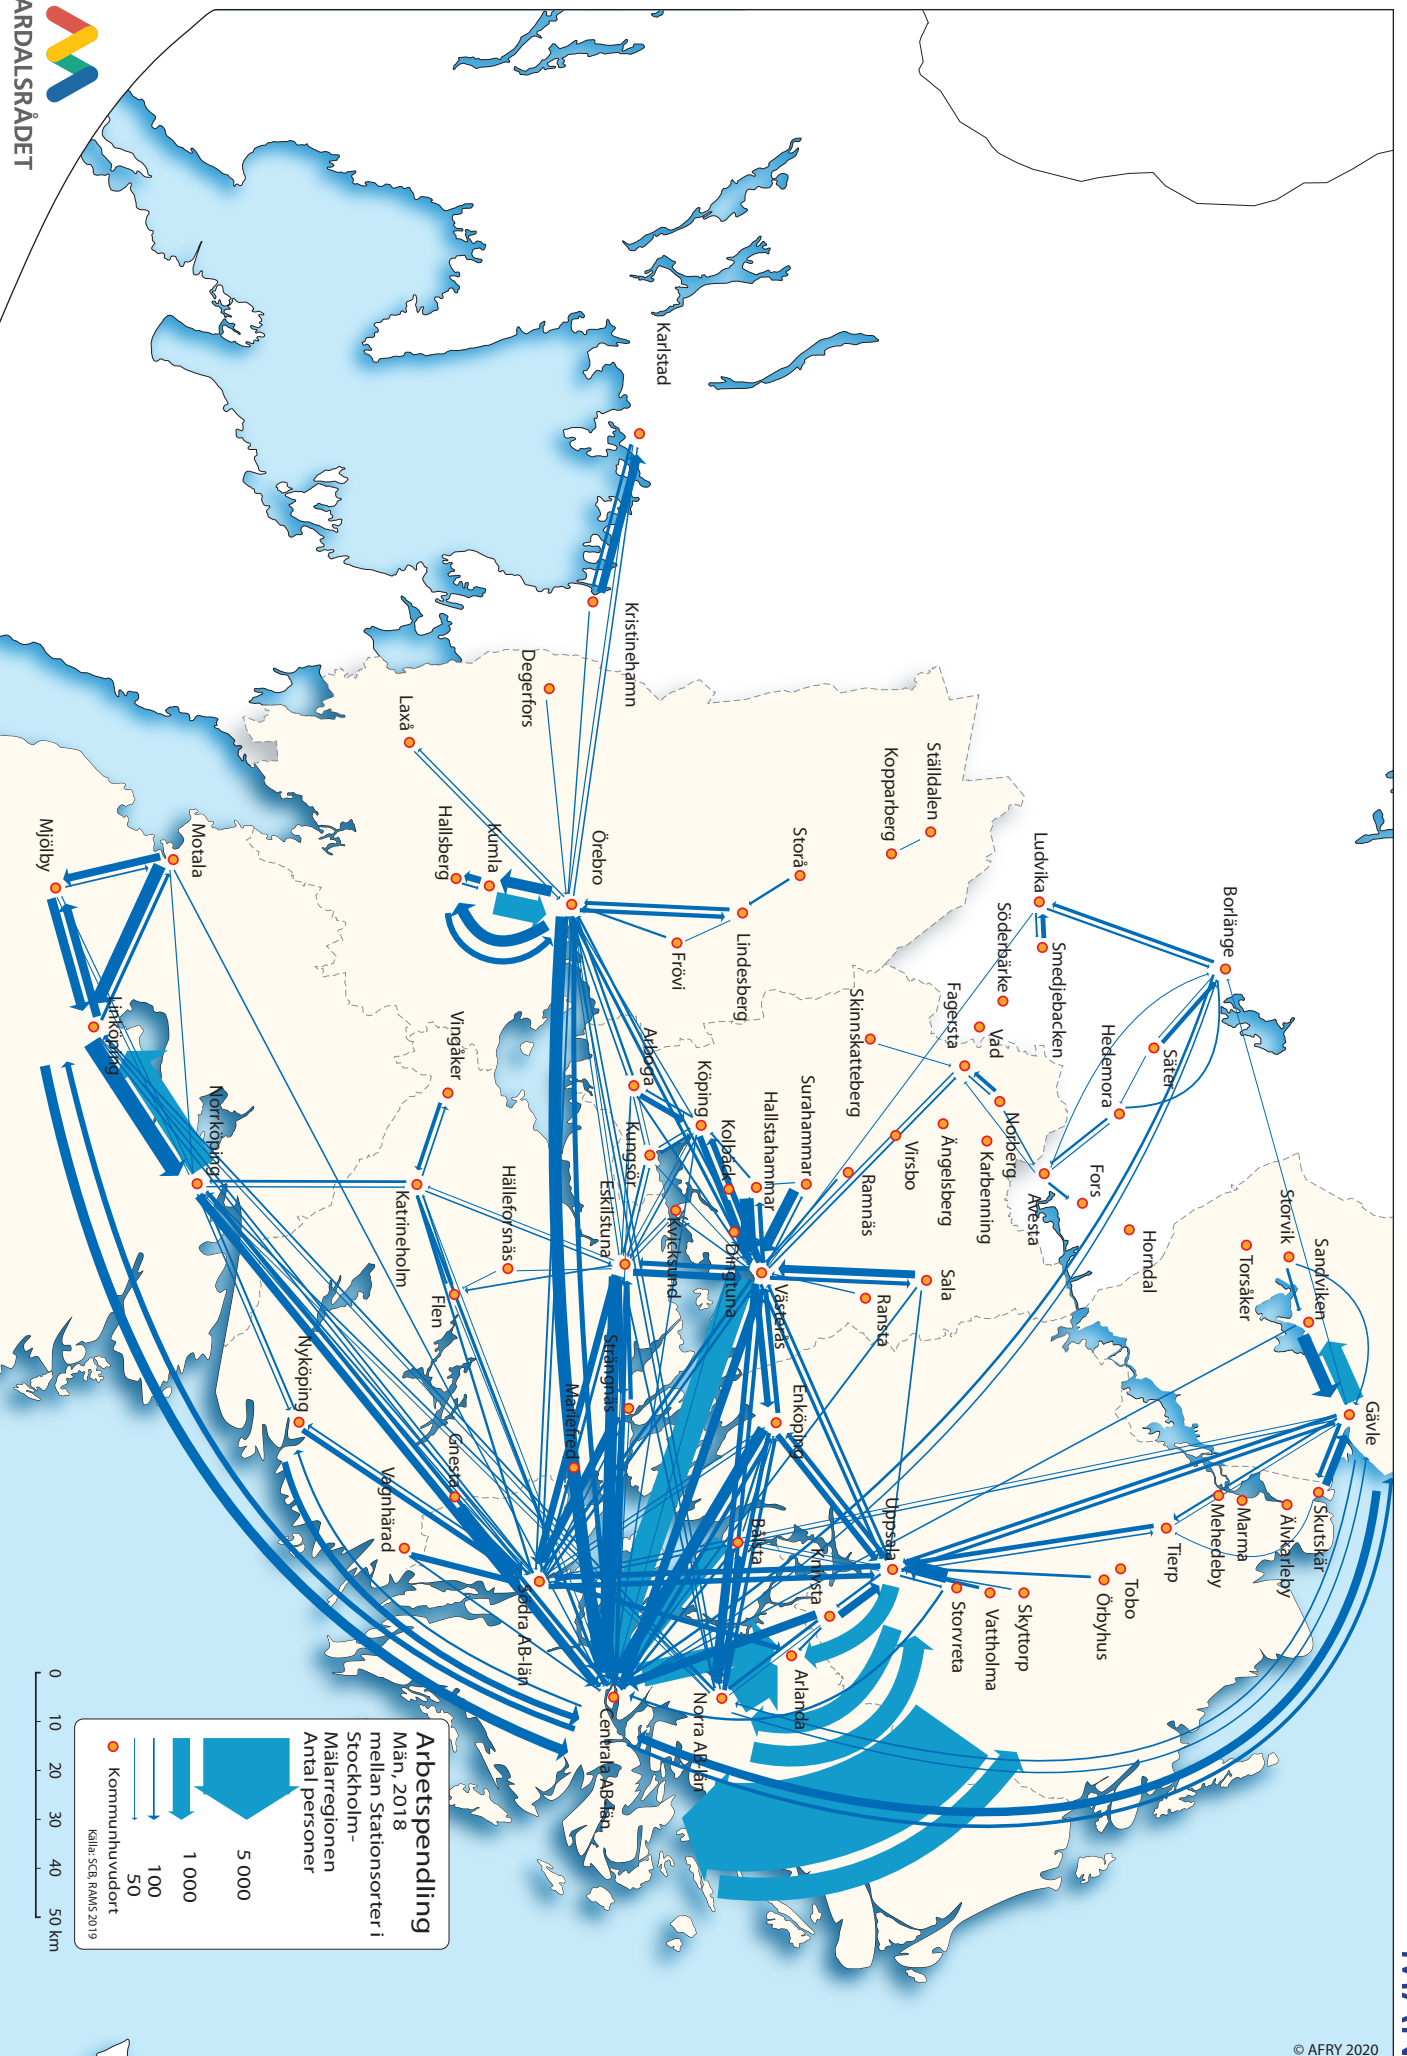 ARDALSRÅDET
© AFRY 2020
Karlstad
Kristinehamn
Degerfors
Laxå
Ställdalen
Kopparberg
Storå
Örebro
Kumla
Hallsberg
Motala
Mjölby
Ludvika
Borlänge
Smedjebacken
Söderbärke
Lindesberg
Frövi
Säter
Hedemora
Vad
Fagersta
Skinnskatteberg
Norberg
Karbenning
Ängelsberg
Virsbo
Fors
Avesta
Horndal
Storvik
Sandviken
Torsåker
Linköping
Norrköping
Vingåker
Katrineholm
Arboga
Köping
Kolbäck
Hallstahammar
Surahammar
Ramnäs
Kungsör
Kvicksund
Dingtuna
Västerås
Sala
Ransta
Eskilstuna
Hälleforsnäs
Flen
Strängnäs
Mariefred
Enköping
Gävle
Skutskär
Älvkarleby
Marma
Mehedeby
Tierp
Tobo
Örbyhus
Skyttorp
Vattholma
Storvreta
Uppsala
Knivsta
Bålsta
Arlanda
Nyköping
Gnesta
Vagnhärad
Södra AB-län
Centrala AB-län
Norra AB-län
Arbetspendling
Män, 2018
mellan Stationsorter i
Stockholm-
Mälarregionen
Antal personer
5 000
1 000
100
50
Kommunhuvudort
Källa: SCB, RAMS 2019
0 10 20 30 40 50 km